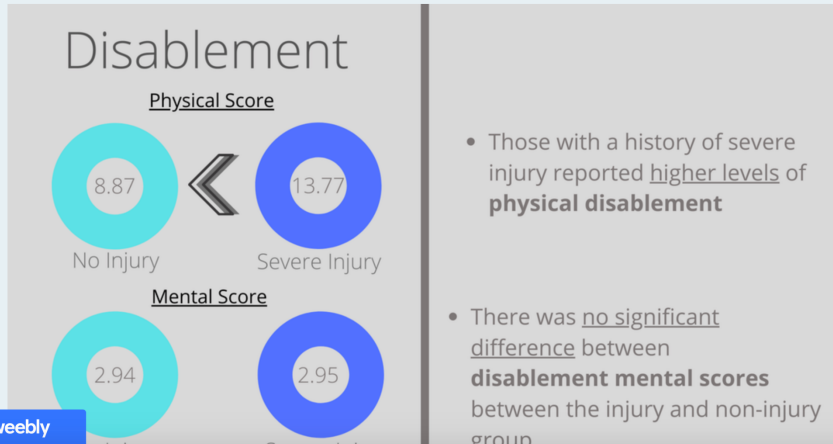 Disablement
Physical Score
8.87
13.77
No Injury
Severe Injury
Mental Score
2.94
2.95
weebly
• Those with a history of severe
injury reported higher levels of
physical disablement
• There was no significant
difference between
disablement mental scores
between the injury and non-injury
group